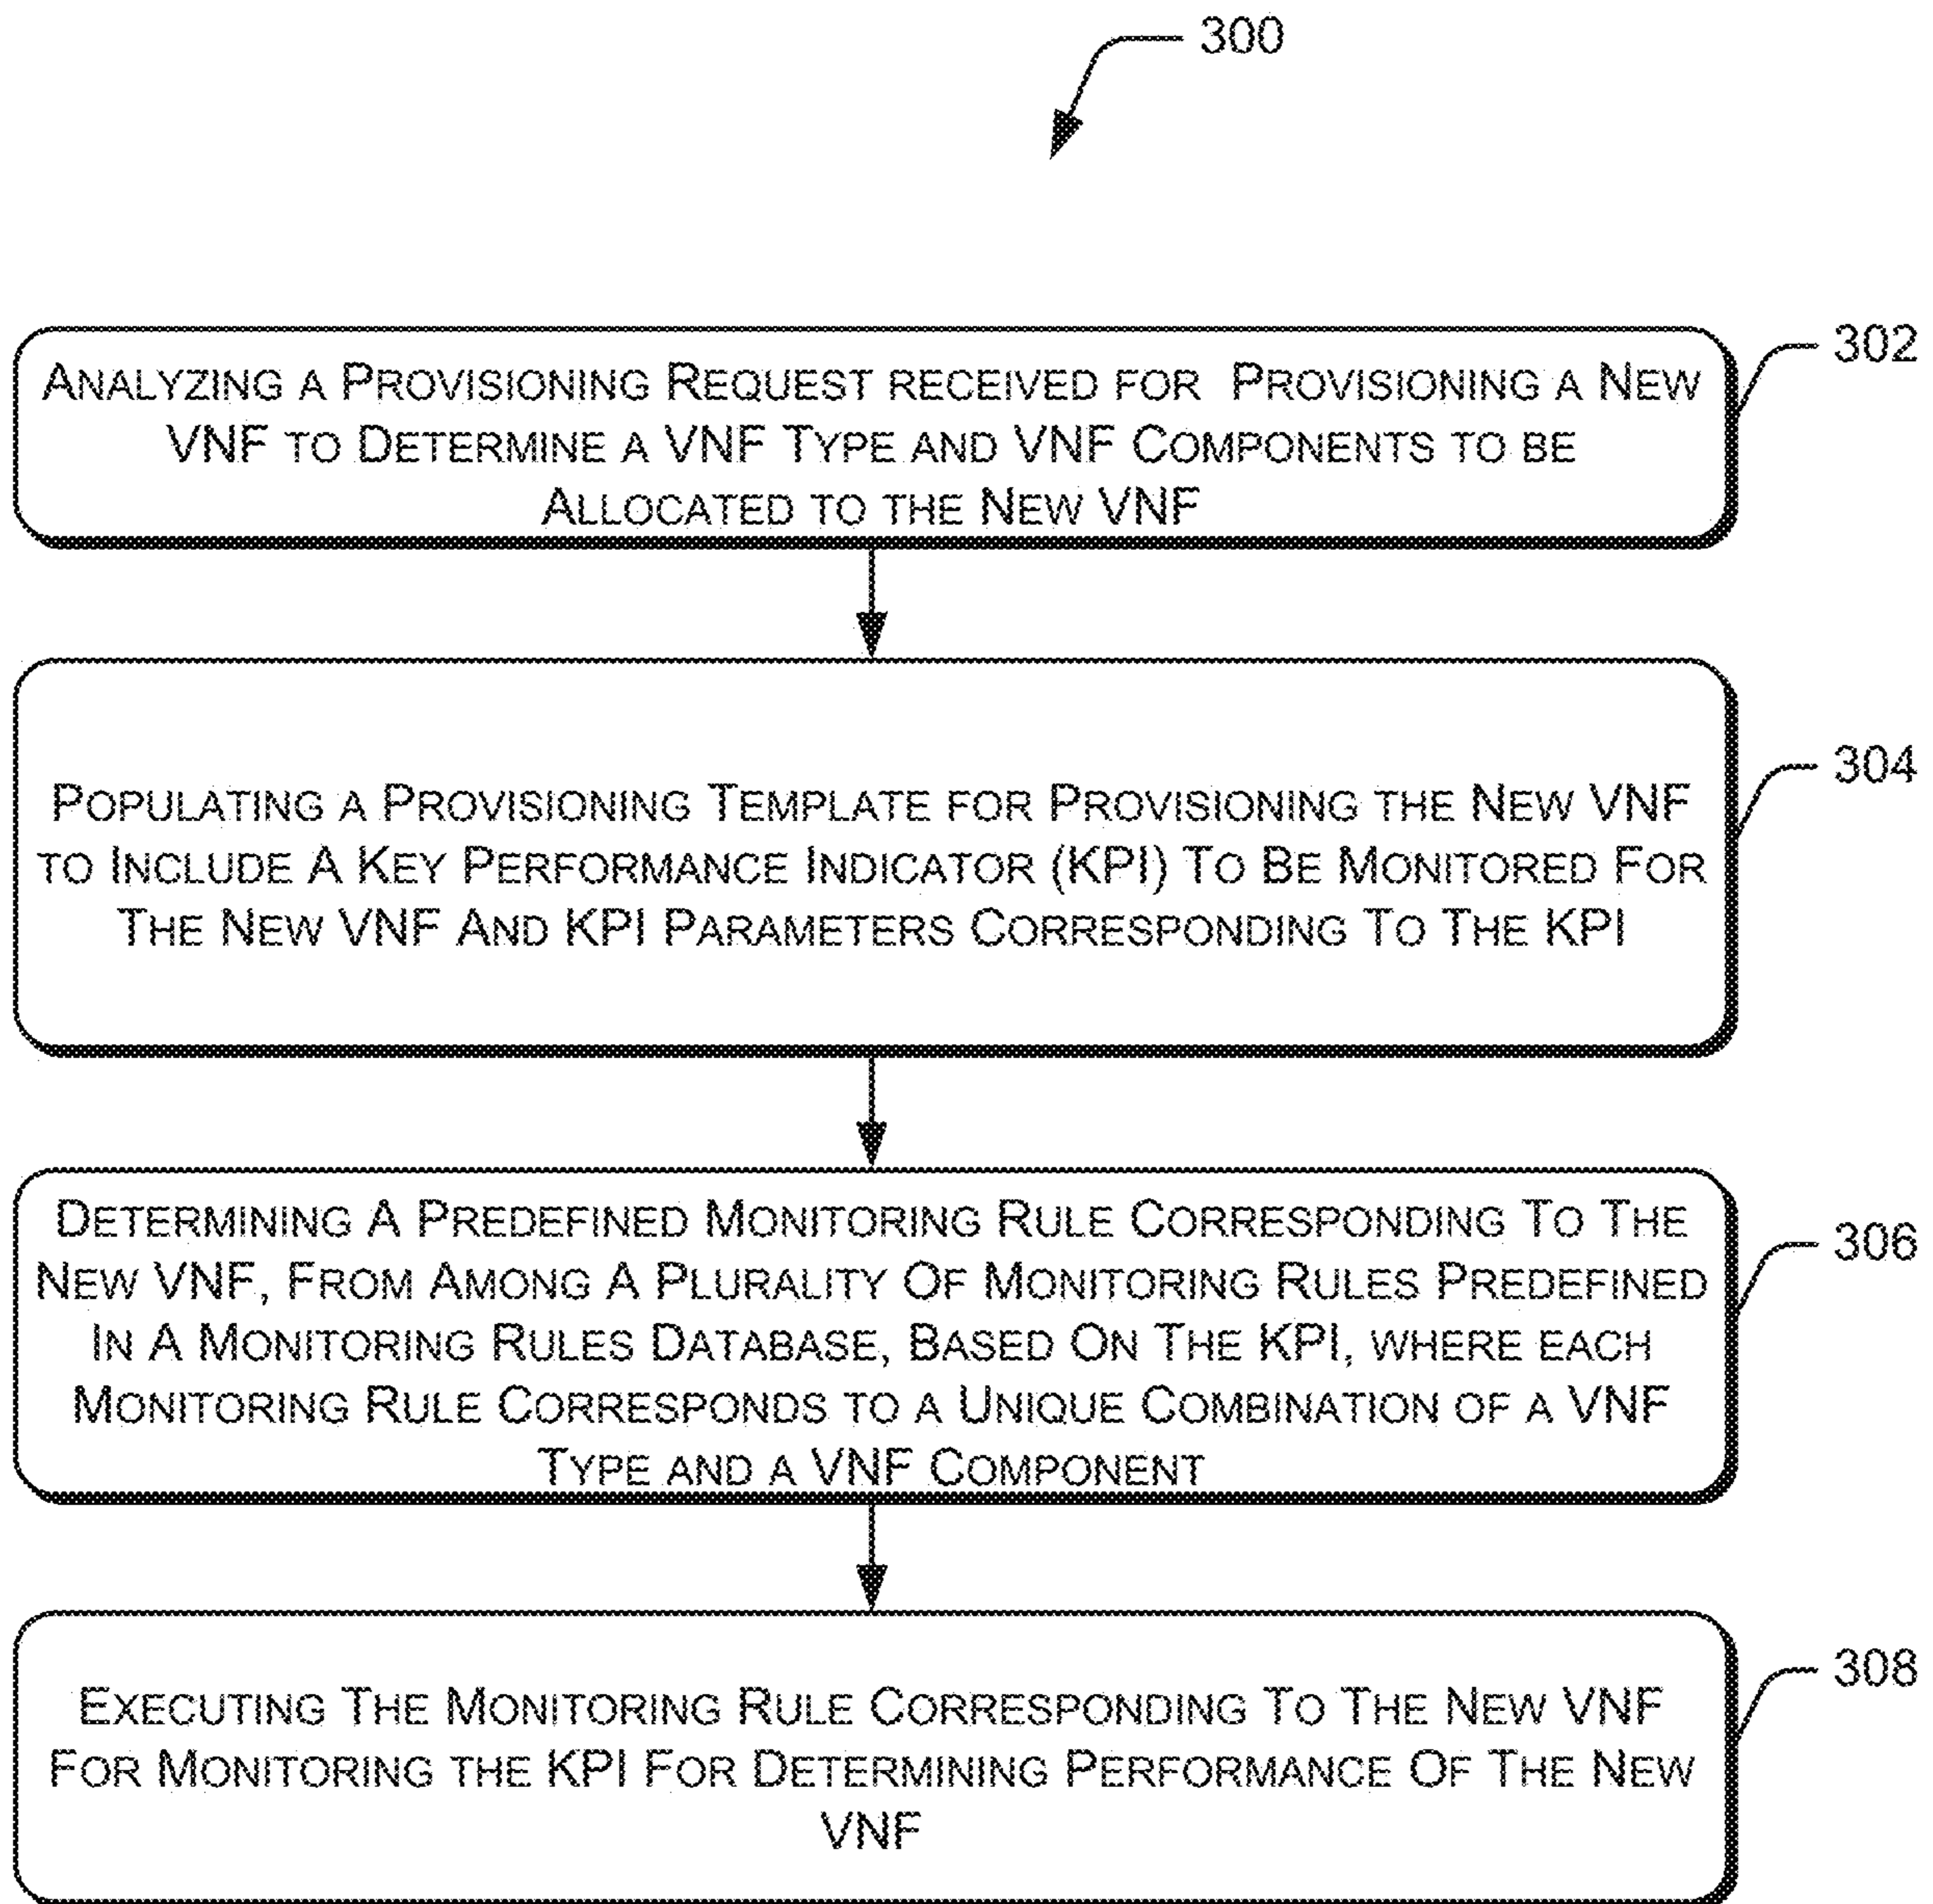 300
302
ANALYZING A PROVISIONING REQUEST RECEIVED FOR PROVISIONING A NEW
VNF TO DETERMINE A VNF TYPE AND VNF COMPONENTS TO BE
ALLOCATED TO THE NEW VNF
304
POPULATING A PROVISIONING TEMPLATE FOR PROVISIONING THE NEW VNF
TO INCLUDE A KEY PERFORMANCE INDICATOR (KPI) TO BE MONITORED FOR
THE NEW VNF AND KPI PARAMETERS CORRESPONDING TO THE KPI
306
DETERMINING A PREDEFINED MONITORING RULE CORRESPONDING TO THE
NEW VNF, FROM AMONG A PLURALITY OF MONITORING RULES PREDEFINED
IN A MONITORING RULES DATABASE, BASED ON THE KPI, WHERE EACH
MONITORING RULE CORRESPONDS TO A UNIQUE COMBINATION OF A VNF
TYPE AND A VNF COMPONENT
308
EXECUTING THE MONITORING RULE CORRESPONDING TO THE NEW VNF
FOR MONITORING THE KPI FOR DETERMINING PERFORMANCE OF THE NEW
VNF